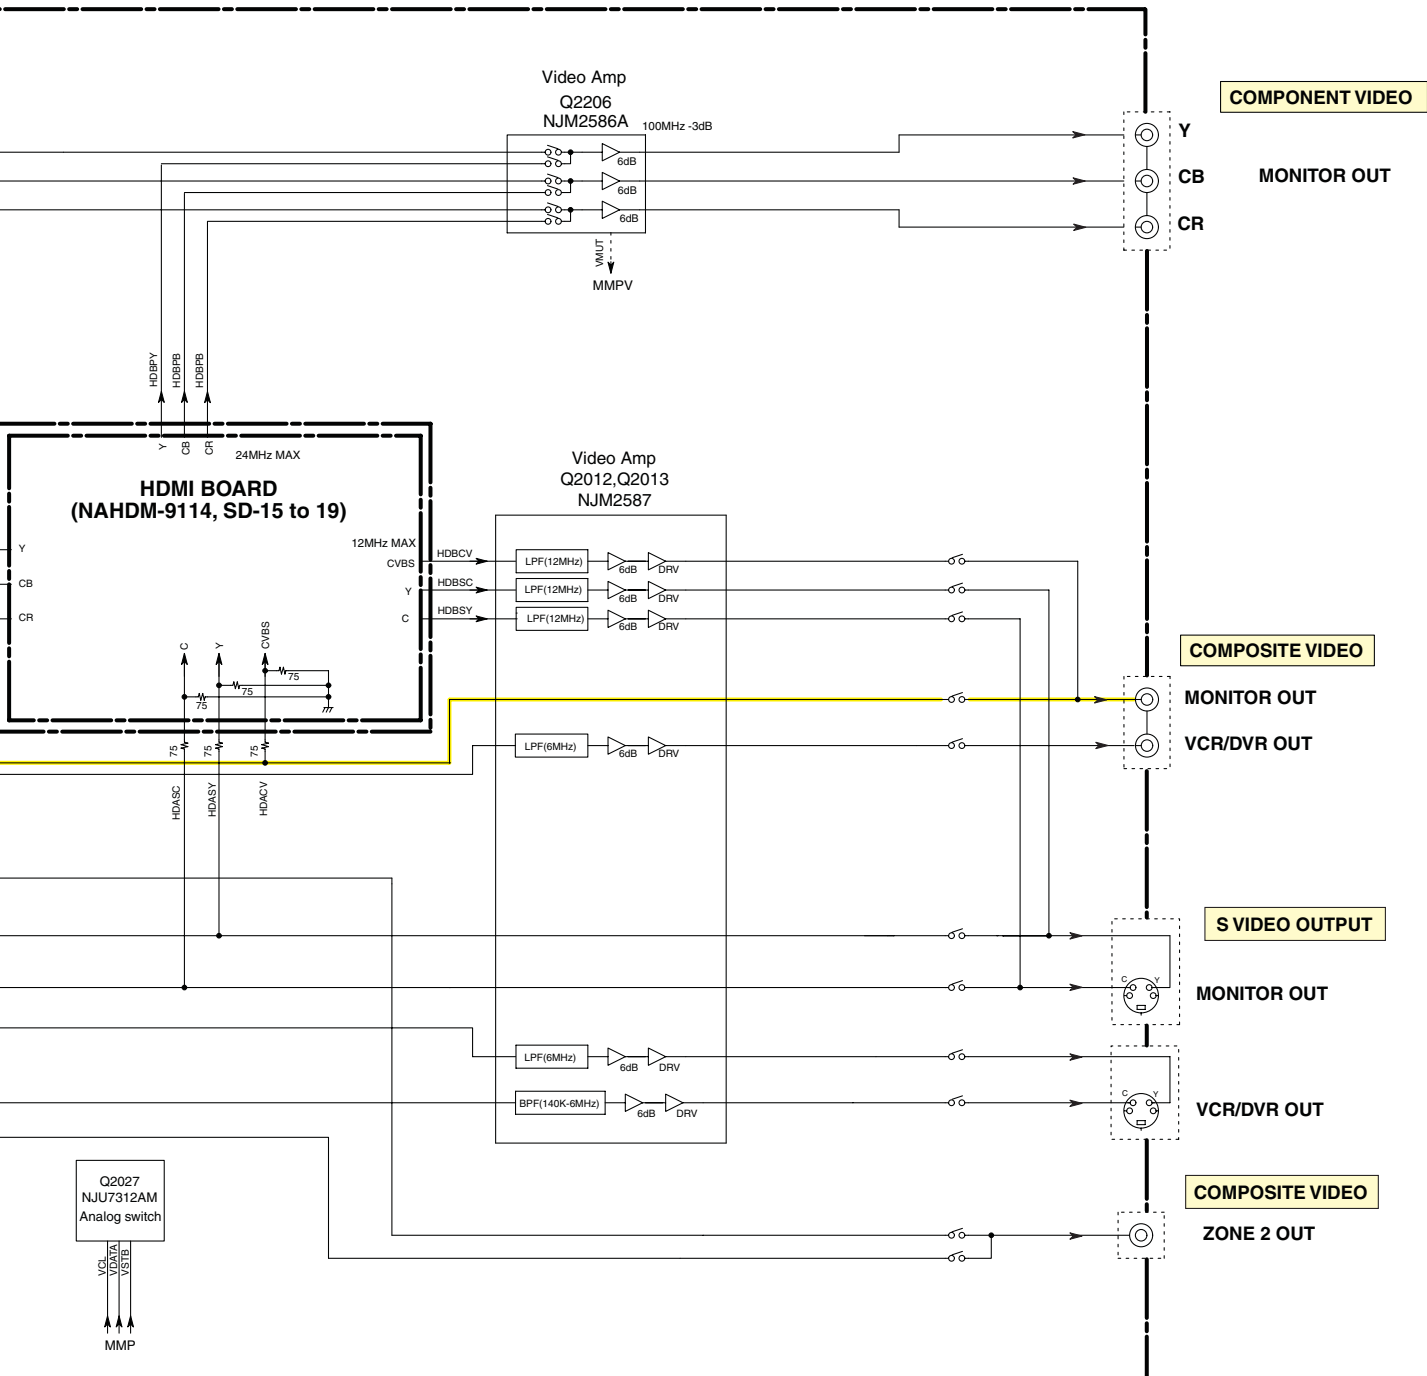 Video Amp
Q2206
NJM2586A
100MHz -3dB
6dB
6dB
6dB
VMUT
MMPV
COMPONENT VIDEO
Y
CB
MONITOR OUT
CR
HDBPY
HDBPB
HDBPB
Y
CB
CR
24MHz MAX
HDMI BOARD
(NAHDM-9114, SD-15 to 19)
12MHz MAX
CVBS
Y
C
Y
CB
CR
HDBCV
HDBSC
HDBSY
C
Y
CVBS
75
75
75
75
75
75
HDASC
HDASY
HDACV
Video Amp
Q2012,Q2013
NJM2587
LPF(12MHz)
6dB
DRV
LPF(12MHz)
6dB
DRV
LPF(12MHz)
6dB
DRV
LPF(6MHz)
6dB
DRV
LPF(6MHz)
6dB
DRV
BPF(140K-6MHz)
6dB
DRV
COMPOSITE VIDEO
MONITOR OUT
VCR/DVR OUT
S VIDEO OUTPUT
C
Y
MONITOR OUT
C
Y
VCR/DVR OUT
COMPOSITE VIDEO
ZONE 2 OUT
Q2027
NJU7312AM
Analog switch
VCL
VDATA
VSTB
MMP